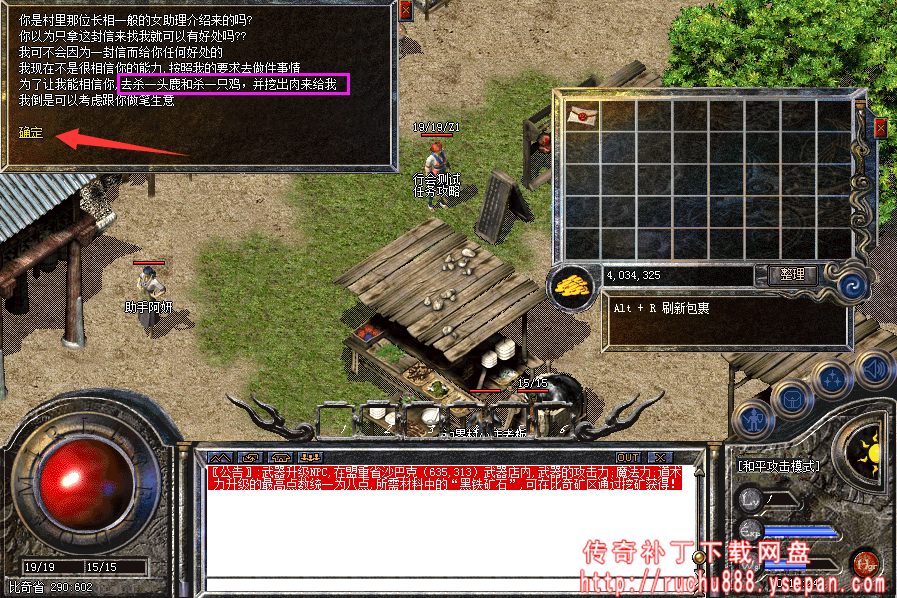 你是村里那位长相一般的女助理介绍来的吗?
你以为只拿这封信来找我就可以有好处吗??
我可不会因为一封信而给你任何好处的
我现在不是很相信你的能力,按照我的要求去做件事情
为了让我能相信你,去杀一头鹿和杀一只鸡，并挖出肉来给我
我倒是可以考虑跟你做笔生意
确定
19/19/Z1
行会测试
任务攻略
助手阿妍
4,034,325
整理
Alt + R 刷新包裹
15/15
OUT
〖公告〗:武器升级NPC,在盟重省沙巴克（635,313）武器店内,武器的攻击力;魔法力;道术
力升级的最高点数统一为八点,所需材料中的“黑铁矿石”,可在比奇矿区通过挖矿获得!
[和平攻击模式]
19/19
15/15
比奇省 290:602
传奇补丁下载网盘
http://ruchu888.ysepan.com